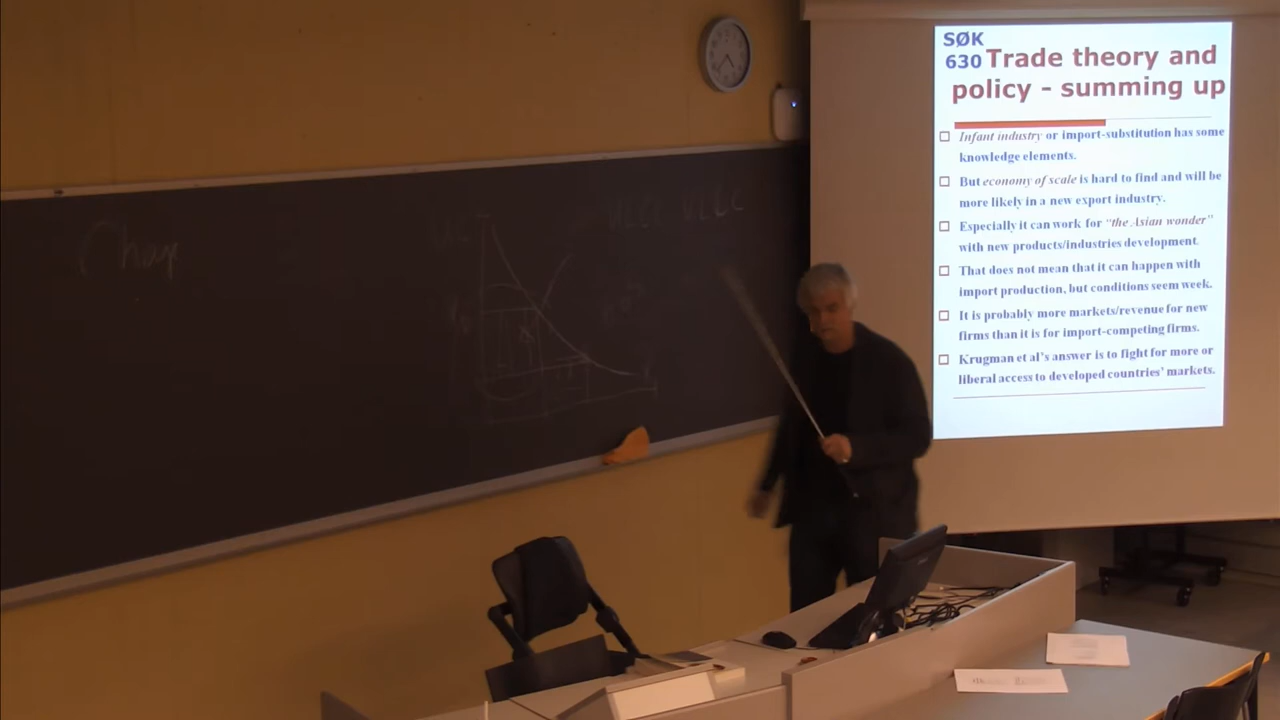 SØK
630 Trade theory and
policy - summing up
Infant industry or import-substitution has some
knowledge elements.
But economy of scale is hard to find and will be
more likely in a new export industry.
Especially it can work for “the Asian wonder”
with new products/industries development.
That does not mean that it can happen with
import production, but conditions seem week.
It is probably more markets/revenue for new
firms than it is for import-competing firms.
Krugman et al’s answer is to fight for more or
liberal access to developed countries’ markets.
Chap